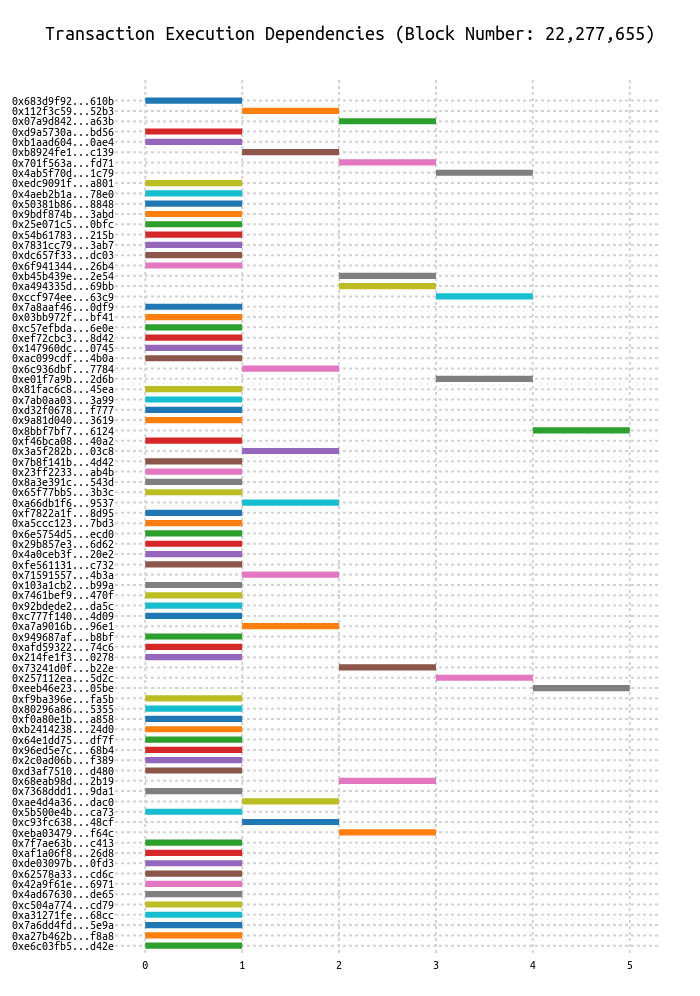 Transaction Execution Dependencies (Block Number: 22,277,655)
0x683d9f92...610b
0x112f3c59...52b3
0x07a9d842...a63b
0xd9a5730a...bd56
0xb1aad604...0ae4
0xb8924fe1...c139
0x701f563a...fd71
0x4ab5f70d...1c79
0xedc9091f...a801
0x4aeb2b1a...78e0
0x50381b86...8848
0x9bdf874b...3abd
0x25e071c5...0bfc
0x54b61783...215b
0x7831cc79...3ab7
0xdc657f33...dc03
0x6f941344...26b4
0xb45b439e...2e54
0xa494335d...69bb
0xccf974ee...63c9
0x7a8aaf46...0df9
0x03bb972f...bf41
0xc57efbda...6e0e
0xef72cbc3...8d42
0x147960dc...0745
0xac099cdf...4b0a
0x6c936dbf...7784
0xe01f7a9b...2d6b
0x81fac6c8...45ea
0x7ab0aa03...3a99
0xd32f0678...f777
0x9a81d040...3619
0x8bbf7bf7...6124
0xf46bca08...40a2
0x3a5f282b...03c8
0x7b8f141b...4d42
0x23ff2233...ab4b
0x8a3e391c...543d
0x65f77bb5...3b3c
0xa66db1f6...9537
0xf7822a1f...8d95
0xa5ccc123...7bd3
0x6e5754d5...ecd0
0x29b857e3...6d62
0x4a0ceb3f...20e2
0xfe561131...c732
0x71591557...4b3a
0x103a1cb2...b99a
0x7461bef9...470f
0x92bdede2...da5c
0xc777f140...4d09
0xa7a9016b...96e1
0x949687af...b8bf
0xafd59322...74c6
0x214fe1f3...0278
0x73241d0f...b22e
0x257112ea...5d2c
0xeeb46e23...05be
0xf9ba396e...fa5b
0x80296a86...5355
0xf0a80e1b...a858
0xb2414238...24d0
0x64e1dd75...df7f
0x96ed5e7c...68b4
0x2c0ad06b...f389
0xd3af7510...d480
0x68eab98d...2b19
0x7368ddd1...9da1
0xae4d4a36...dac0
0x5b500e4b...ca73
0xc93fc638...48cf
0xeba03479...f64c
0x7f7ae63b...c413
0xaf1a06f8...26d8
0xde03097b...0fd3
0x62578a33...cd6c
0x42a9f61e...6971
0x4ad67630...de65
0xc504a774...cd79
0xa31271fe...68cc
0x7a6dd4fd...5e9a
0xa27b462b...f8a8
0xe6c03fb5...d42e
0 1 2 3 4 5